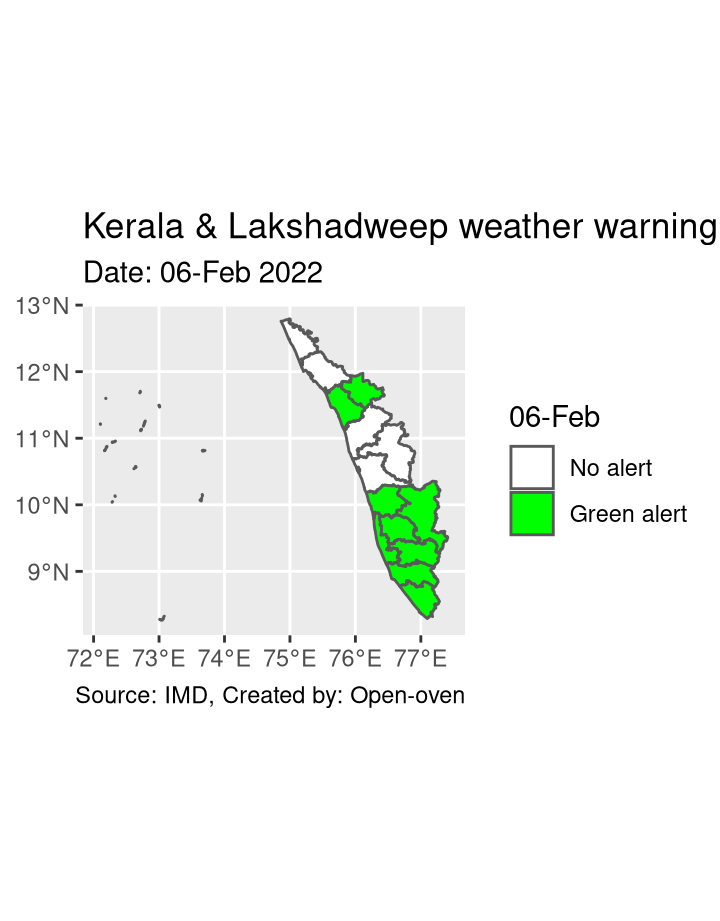 Kerala & Lakshadweep weather warning
Date: 06-Feb 2022
13°N
12°N
11°N
10°N
9°N
72°E 73°E 74°E 75°E 76°E 77°E
06-Feb
No alert
Green alert
Source: IMD, Created by: Open-oven